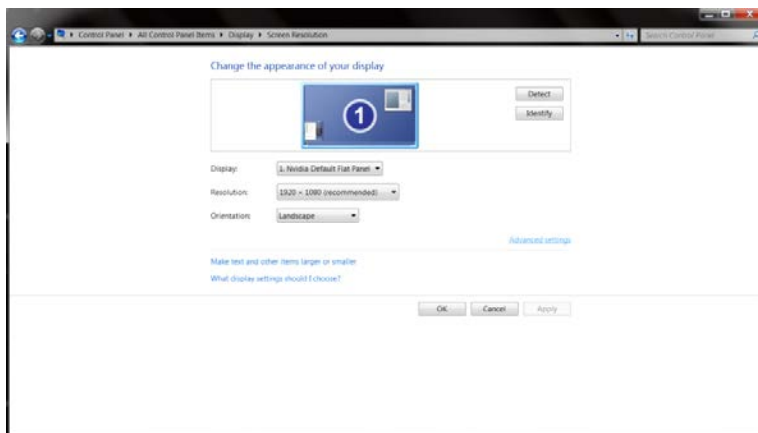 Control Panel ▸ All Control Panel Items ▸ Display ▸ Screen Resolution
Search Control Panel
Change the appearance of your display
1
Detect
Identify
Display: 1. Nvidia Default Flat Panel
Resolution: 1920 × 1080 (recommended)
Orientation: Landscape
Advanced settings
Make text and other items larger or smaller
What display settings should I choose?
OK Cancel Apply